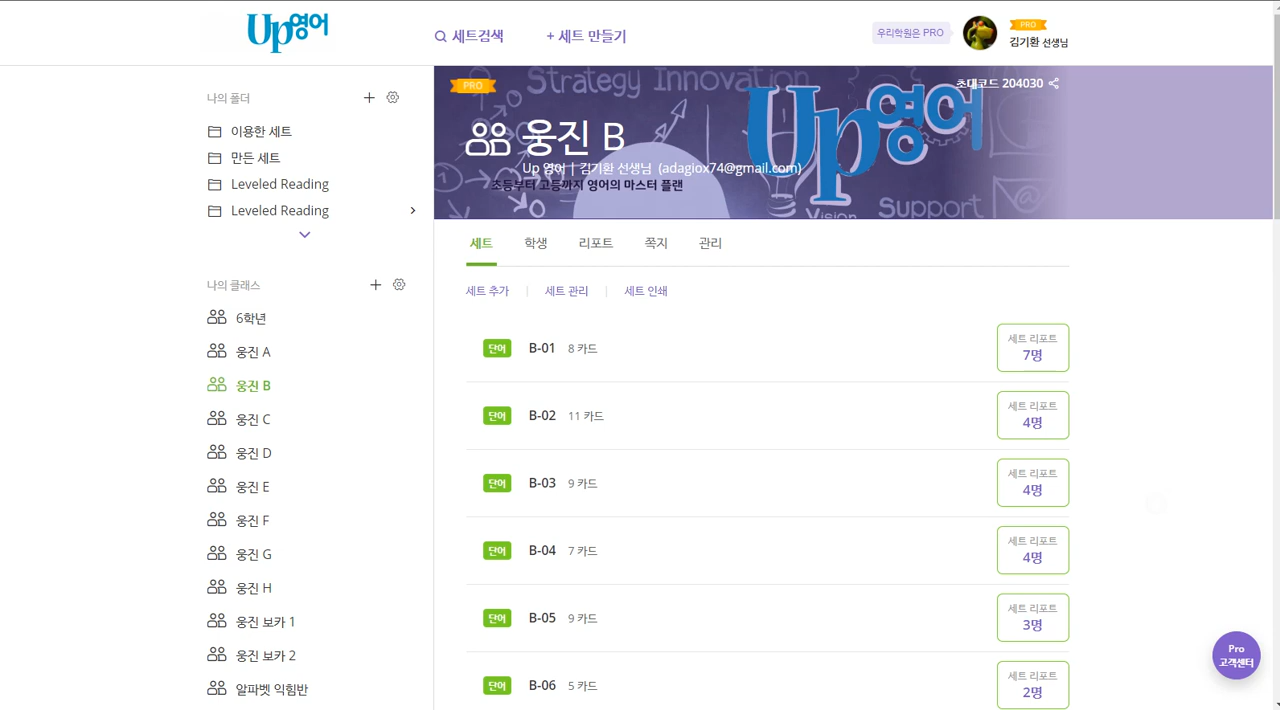 Up영어
세트검색
+ 세트 만들기
우리학원은 PRO
PRO
김기환 선생님
나의 폴더
이용한 세트
만든 세트
Leveled Reading
Leveled Reading
나의 클래스
6학년
웅진 A
웅진 B
웅진 C
웅진 D
웅진 E
웅진 F
웅진 G
웅진 H
웅진 보카 1
웅진 보카 2
알파벳 익힘반
PRO
Strategy Innovation
초대코드 204030
웅진 B
Up영어
Up 영어 | 김기환 선생님 (adagiox74@gmail.com)
초등부터 고등까지 영어의 마스터 플랜
Vision
Support
세트 학생 리포트 쪽지 관리
세트 추가 | 세트 관리 | 세트 인쇄
단어 B-01 8 카드 세트 리포트
7명
단어 B-02 11 카드 세트 리포트
4명
단어 B-03 9 카드 세트 리포트
4명
단어 B-04 7 카드 세트 리포트
4명
단어 B-05 9 카드 세트 리포트
3명
단어 B-06 5 카드 세트 리포트
2명
Pro
고객센터